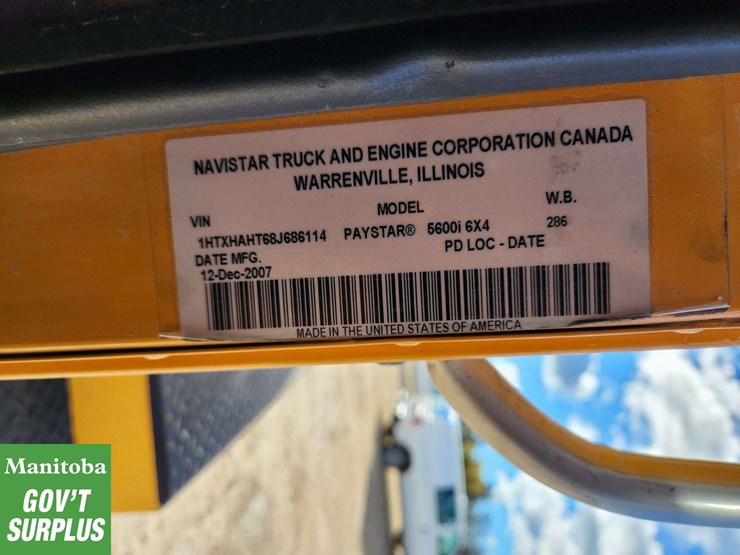 NAVISTAR TRUCK AND ENGINE CORPORATION CANADA
WARRENVILLE, ILLINOIS
VIN MODEL W.B.
1HTXHAHT68J686114 PAYSTAR® 5600i 6X4 286
DATE MFG. PD LOC - DATE
12-Dec-2007
MADE IN THE UNITED STATES OF AMERICA
Manitoba
GOV'T
SURPLUS